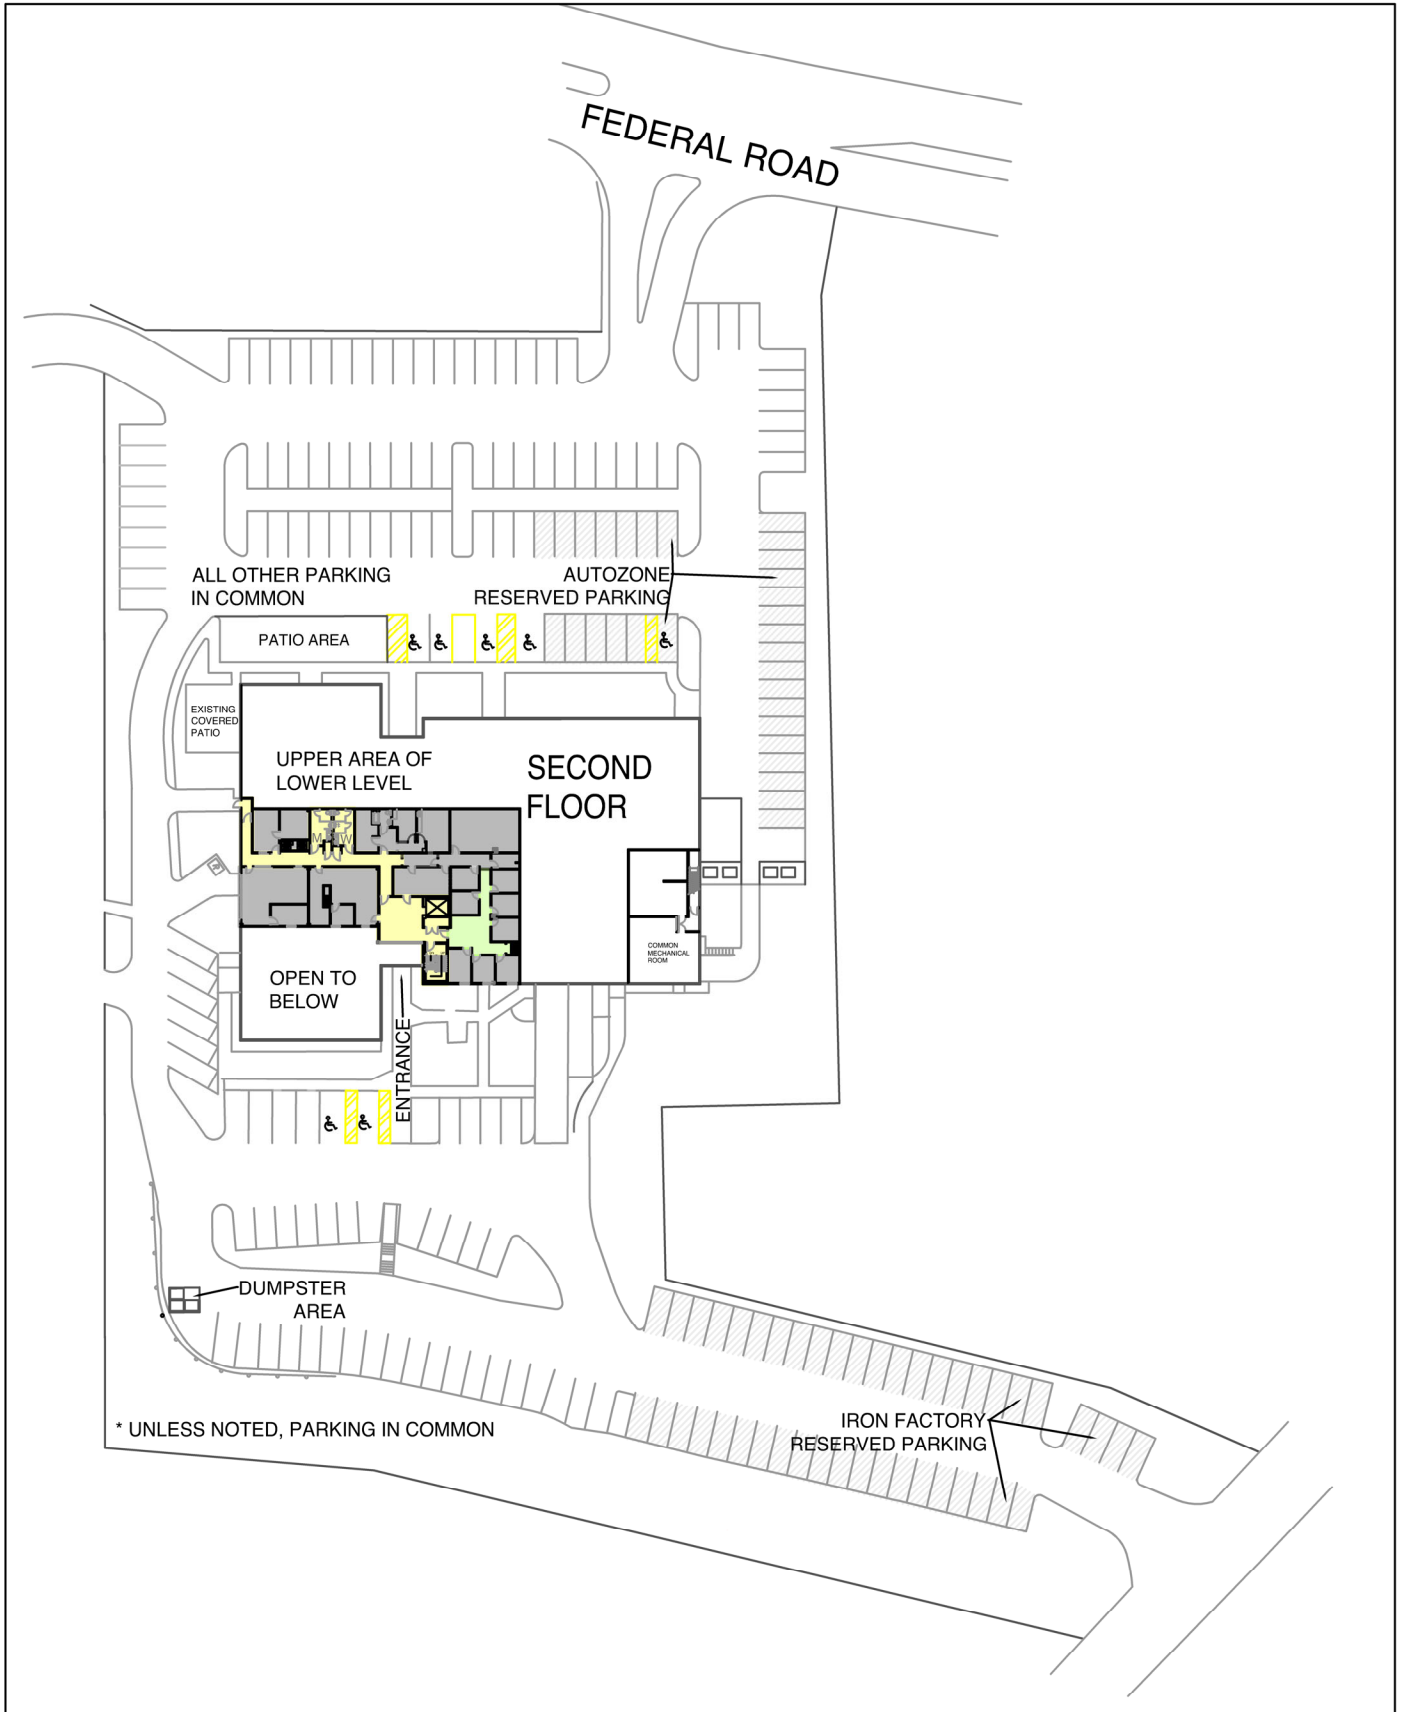 FEDERAL ROAD
ALL OTHER PARKING
IN COMMON
AUTOZONE
RESERVED PARKING
PATIO AREA
EXISTING
COVERED
PATIO
UPPER AREA OF
LOWER LEVEL
SECOND
FLOOR
M
W
COMMON
MECHANICAL
ROOM
OPEN TO
BELOW
ENTRANCE
DUMPSTER
AREA
* UNLESS NOTED, PARKING IN COMMON
IRON FACTORY
RESERVED PARKING